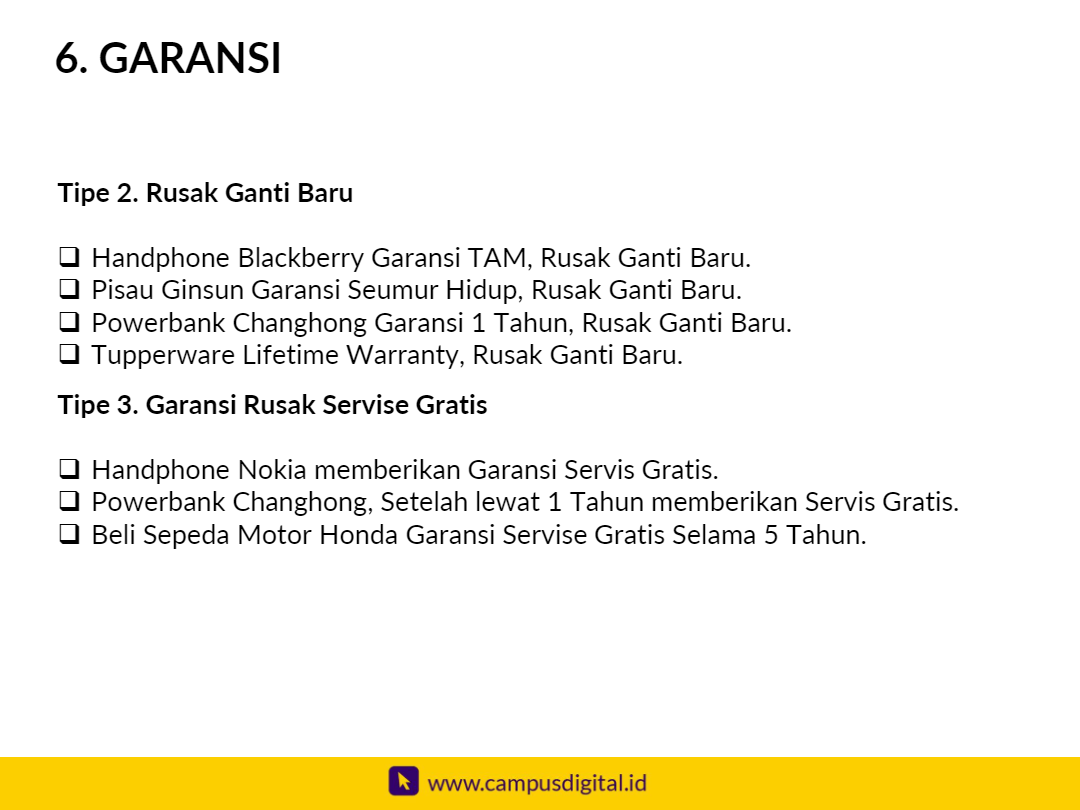 6. GARANSI
Tipe 2. Rusak Ganti Baru
❑ Handphone Blackberry Garansi TAM, Rusak Ganti Baru.
❑ Pisau Ginsun Garansi Seumur Hidup, Rusak Ganti Baru.
❑ Powerbank Changhong Garansi 1 Tahun, Rusak Ganti Baru.
❑ Tupperware Lifetime Warranty, Rusak Ganti Baru.
Tipe 3. Garansi Rusak Servise Gratis
❑ Handphone Nokia memberikan Garansi Servis Gratis.
❑ Powerbank Changhong, Setelah lewat 1 Tahun memberikan Servis Gratis.
❑ Beli Sepeda Motor Honda Garansi Servise Gratis Selama 5 Tahun.
www.campusdigital.id